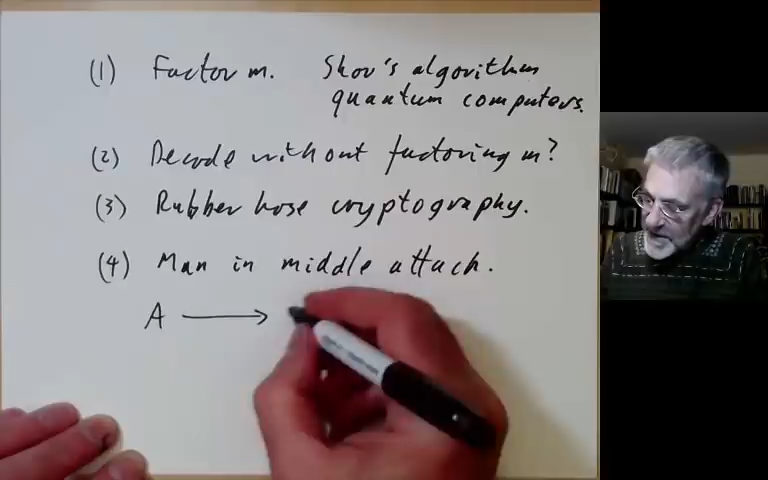 (1) Factor m. Shor's algorithm
quantum computers.
(2) Decode without factoring m?
(3) Rubber hose cryptography.
(4) Man in middle attack.
A ⟶